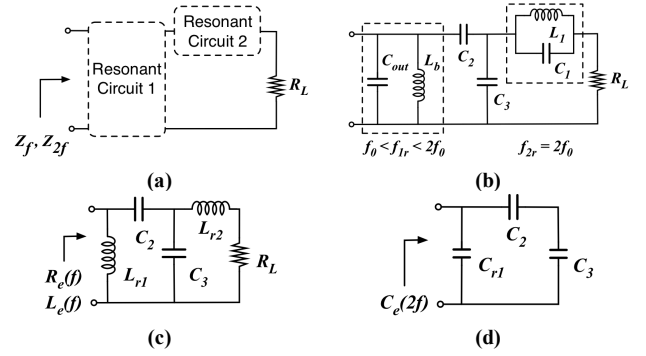 Resonant
Circuit 1
Resonant
Circuit 2
R_L
Z_f, Z_2f
(a)
C_out
L_b
C_2
C_3
L_1
C_1
R_L
f_0 < f_1r < 2f_0
f_2r = 2f_0
(b)
C_2
L_r2
R_e(f)
L_e(f)
L_r1
C_3
R_L
(c)
C_2
C_r1
C_3
C_e(2f)
(d)